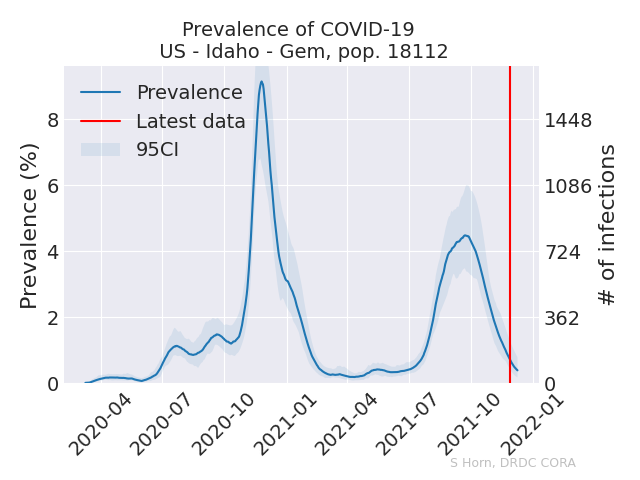 Prevalence of COVID-19
US - Idaho - Gem, pop. 18112
Prevalence
Latest data
95CI
Prevalence (%)
8
6
4
2
0
# of infections
1448
1086
724
362
0
2020-04
2020-07
2020-10
2021-01
2021-04
2021-07
2021-10
2022-01
S Horn, DRDC CORA